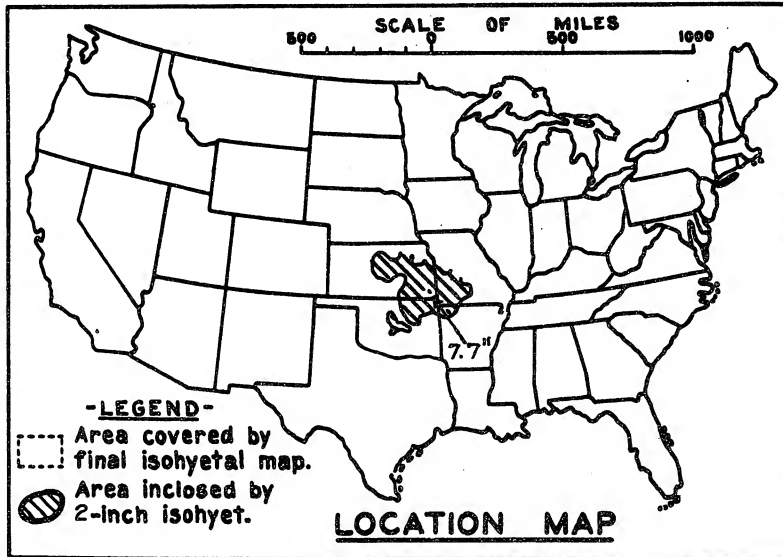 SCALE OF MILES
500 0 500 1000
7.7"
-LEGEND-
Area covered by
final isohyetal map.
Area inclosed by
2-inch isohyet.
LOCATION MAP